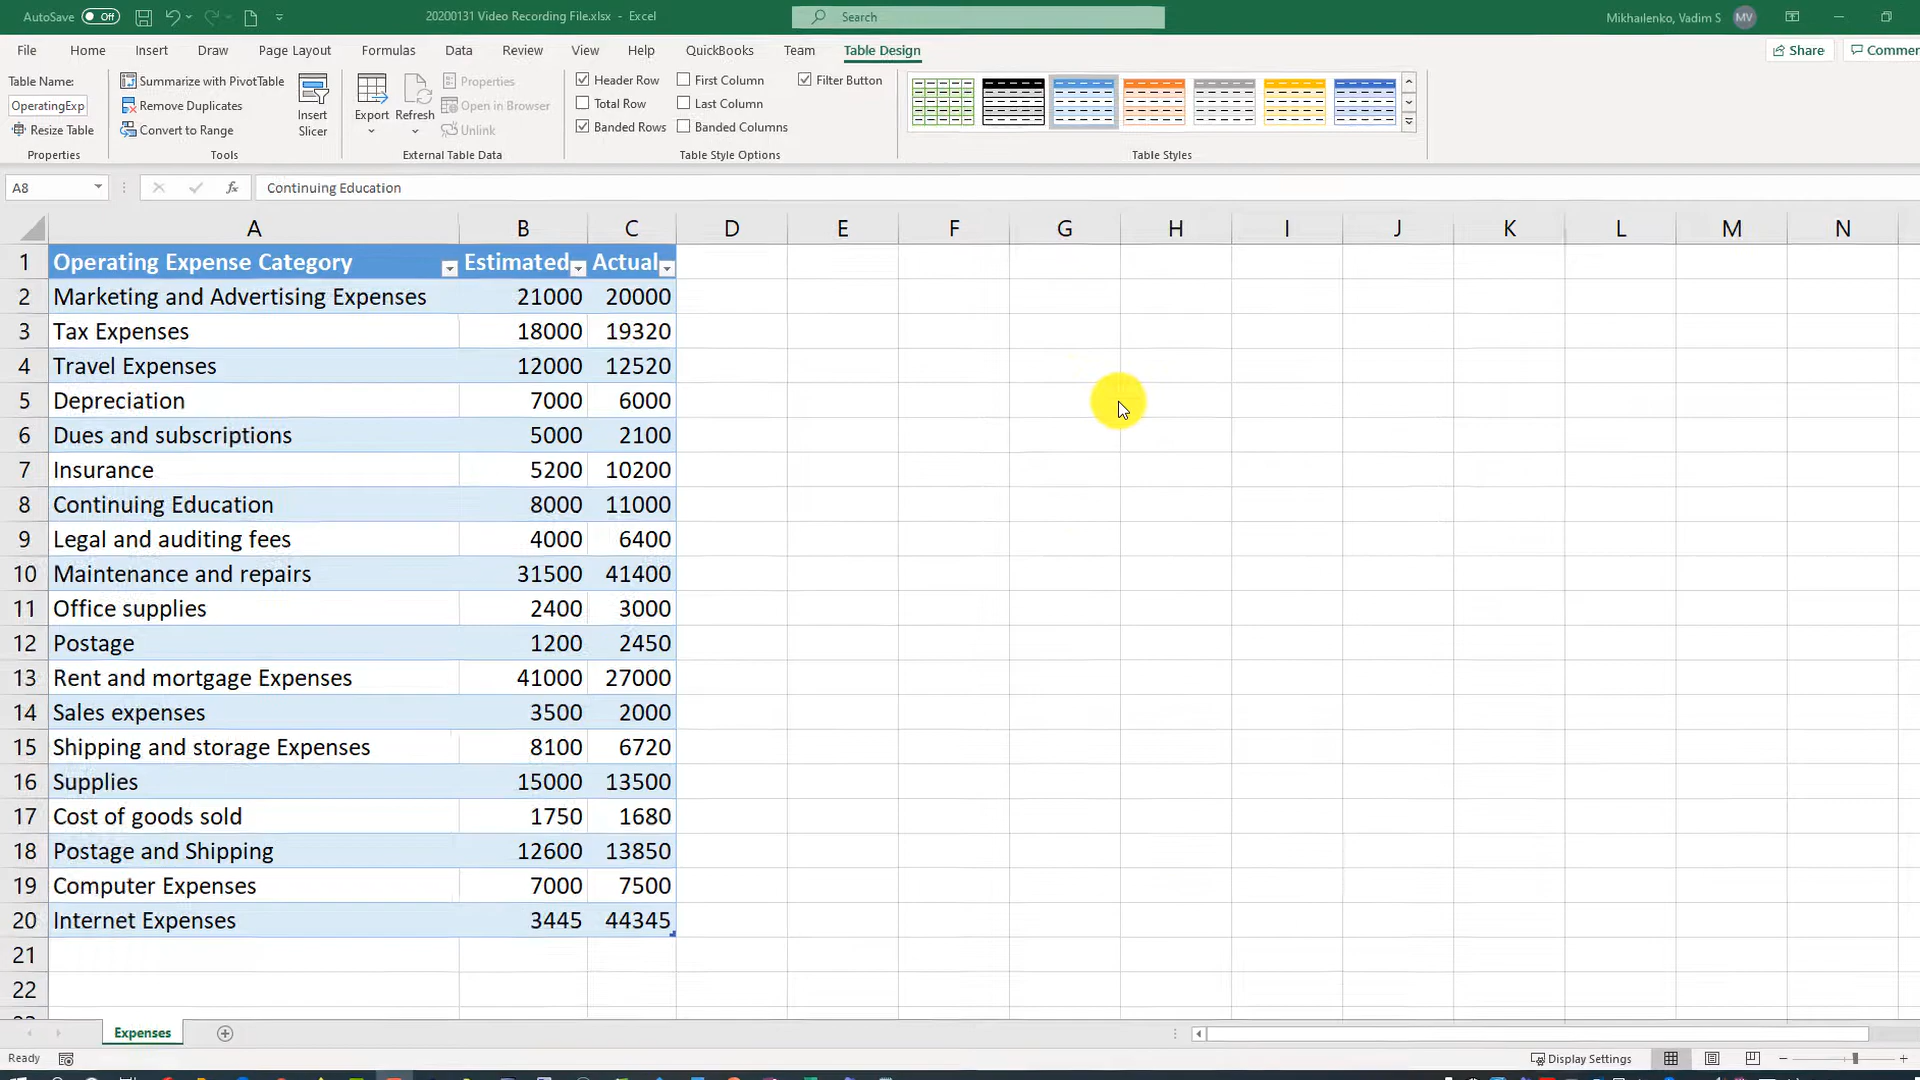 AutoSave Off 20200131 Video Recording File.xlsx - Excel Search Mikhailenko, Vadim S MV
File Home Insert Draw Page Layout Formulas Data Review View Help QuickBooks Team Table Design Share Commer
Table Name:
OperatingExp
Resize Table
Properties
Summarize with PivotTable
Remove Duplicates
Convert to Range
Insert
Slicer
Tools
Export
Refresh
Properties
Open in Browser
Unlink
External Table Data
Header Row First Column Filter Button
Total Row Last Column
Banded Rows Banded Columns
Table Style Options
Table Styles
A8 fx Continuing Education
A B C D E F G H I J K L M N
1 Operating Expense Category Estimated Actual
2 Marketing and Advertising Expenses 21000 20000
3 Tax Expenses 18000 19320
4 Travel Expenses 12000 12520
5 Depreciation 7000 6000
6 Dues and subscriptions 5000 2100
7 Insurance 5200 10200
8 Continuing Education 8000 11000
9 Legal and auditing fees 4000 6400
10 Maintenance and repairs 31500 41400
11 Office supplies 2400 3000
12 Postage 1200 2450
13 Rent and mortgage Expenses 41000 27000
14 Sales expenses 3500 2000
15 Shipping and storage Expenses 8100 6720
16 Supplies 15000 13500
17 Cost of goods sold 1750 1680
18 Postage and Shipping 12600 13850
19 Computer Expenses 7000 7500
20 Internet Expenses 3445 44345
21
22
Expenses
Ready Display Settings